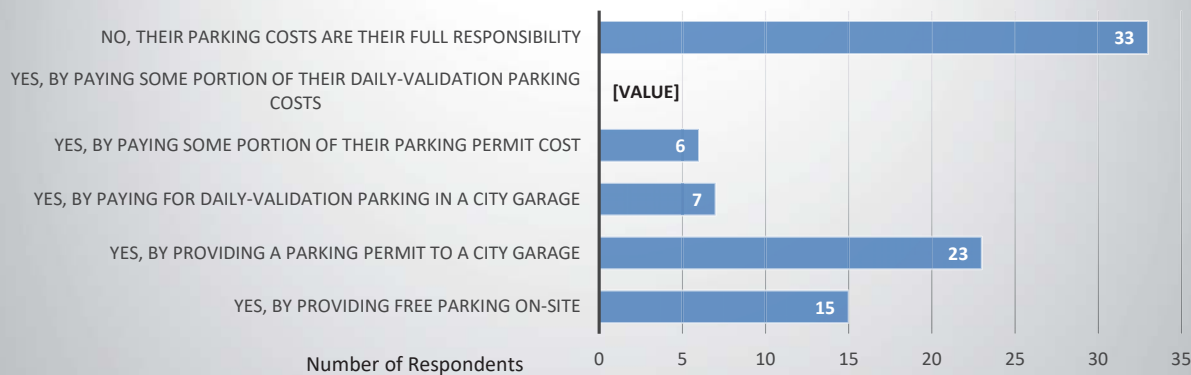 NO, THEIR PARKING COSTS ARE THEIR FULL RESPONSIBILITY
33
YES, BY PAYING SOME PORTION OF THEIR DAILY-VALIDATION PARKING
COSTS
[VALUE]
YES, BY PAYING SOME PORTION OF THEIR PARKING PERMIT COST
6
YES, BY PAYING FOR DAILY-VALIDATION PARKING IN A CITY GARAGE
7
YES, BY PROVIDING A PARKING PERMIT TO A CITY GARAGE
23
YES, BY PROVIDING FREE PARKING ON-SITE
15
Number of Respondents
0 5 10 15 20 25 30 35